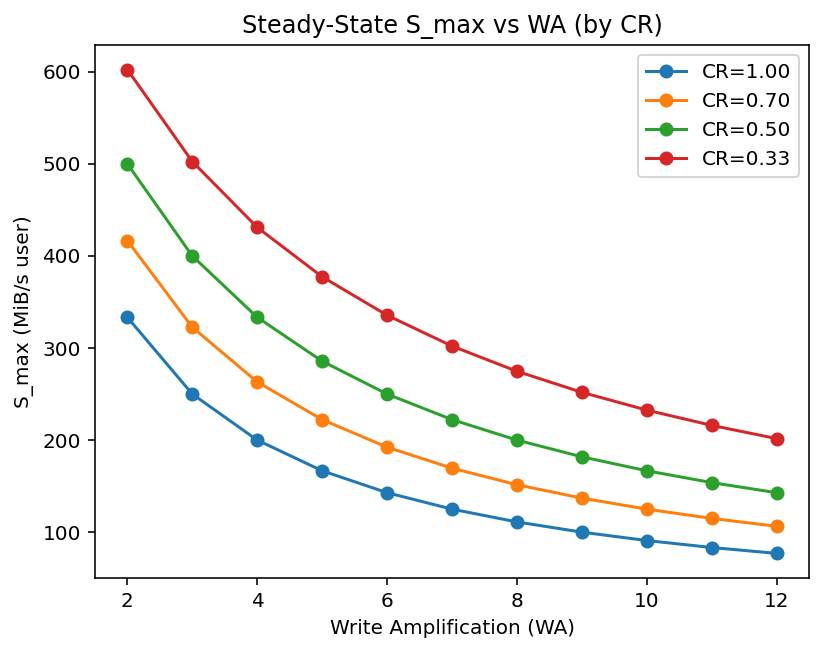 Steady-State S_max vs WA (by CR)
CR=1.00
CR=0.70
CR=0.50
CR=0.33
S_max (MiB/s user)
600
500
400
300
200
100
2 4 6 8 10 12
Write Amplification (WA)